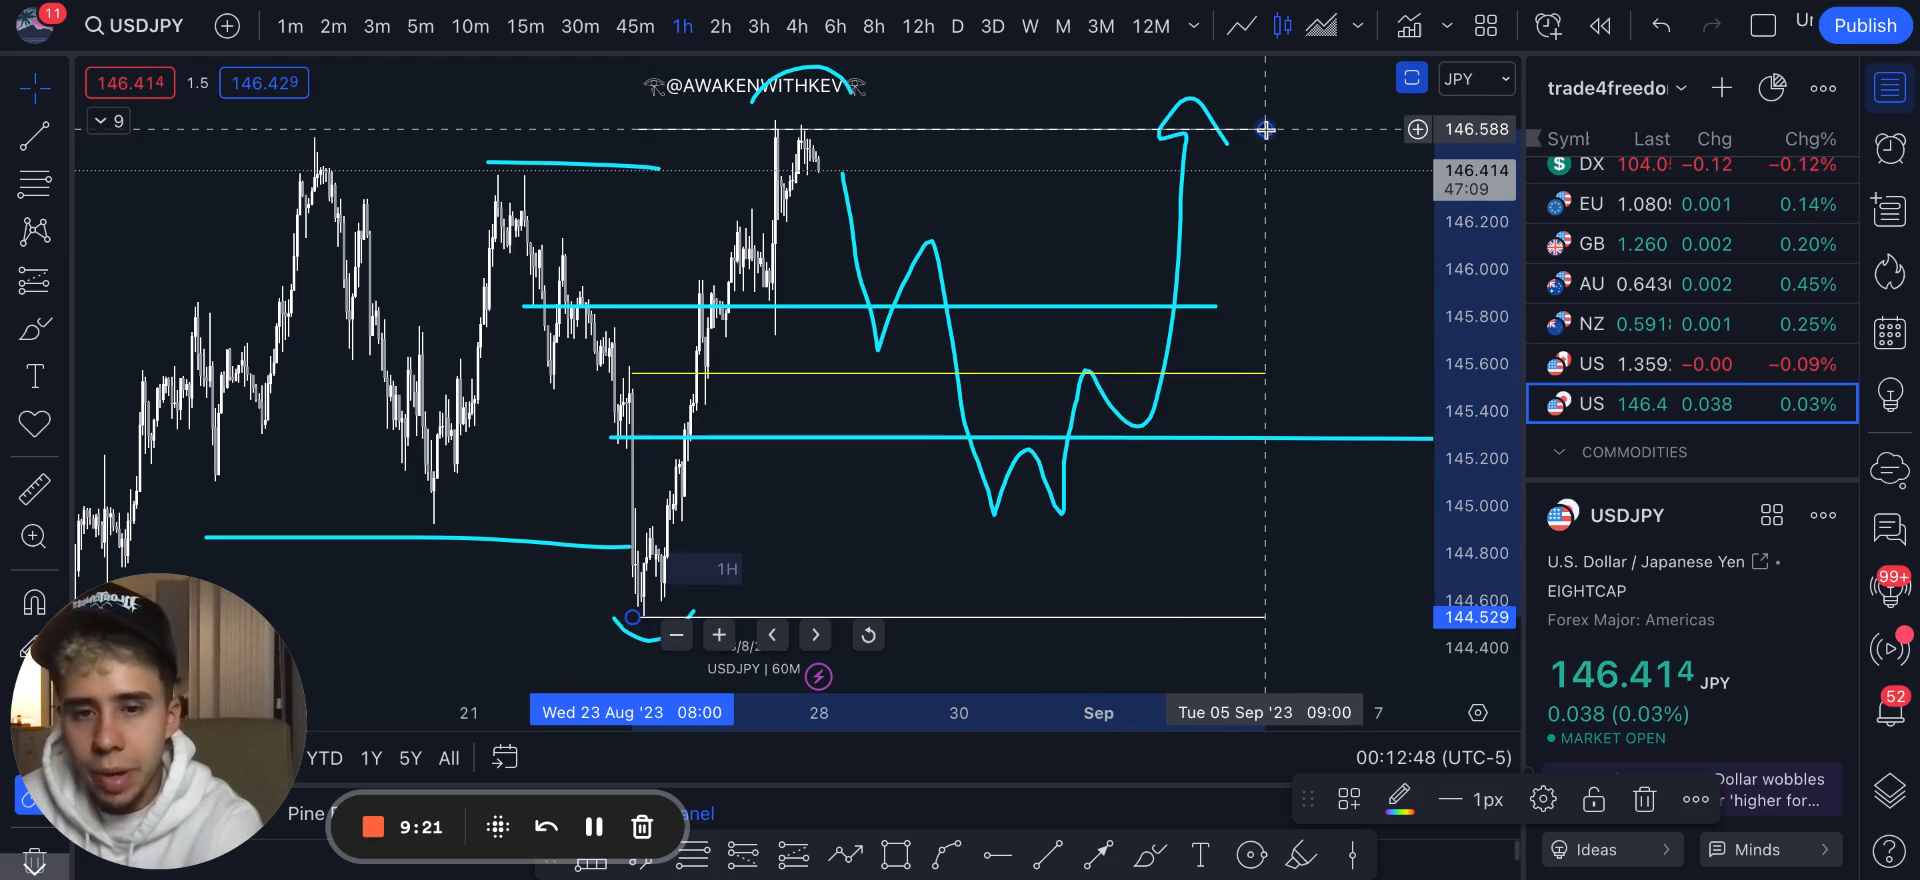 11
USDJPY
1m 2m 3m 5m 10m 15m 30m 45m 1h 2h 3h 4h 6h 8h 12h D 3D W M 3M 12M
Publish
146.414 1.5 146.429
9
@AWAKENWITHKEV
JPY
146.588
146.414
47:09
146.200
146.000
145.800
145.600
145.400
145.200
145.000
144.800
144.600
144.529
144.400
1H
USDJPY | 60M
21 Wed 23 Aug '23 08:00 28 30 Sep Tue 05 Sep '23 09:00 7
YTD 1Y 5Y All
00:12:48 (UTC-5)
Pine
9:21
1px
trade4freedo
Last Chg Chg%
DX 104.0 −0.12 −0.12%
EU 1.080 0.001 0.14%
GB 1.260 0.002 0.20%
AU 0.643 0.002 0.45%
NZ 0.591 0.001 0.25%
US 1.359 −0.00 −0.09%
US 146.4 0.038 0.03%
COMMODITIES
USDJPY
U.S. Dollar / Japanese Yen
EIGHTCAP
Forex Major: Americas
146.414 JPY
0.038 (0.03%)
MARKET OPEN
Dollar wobbles
'higher for...
Ideas
Minds
99+
52